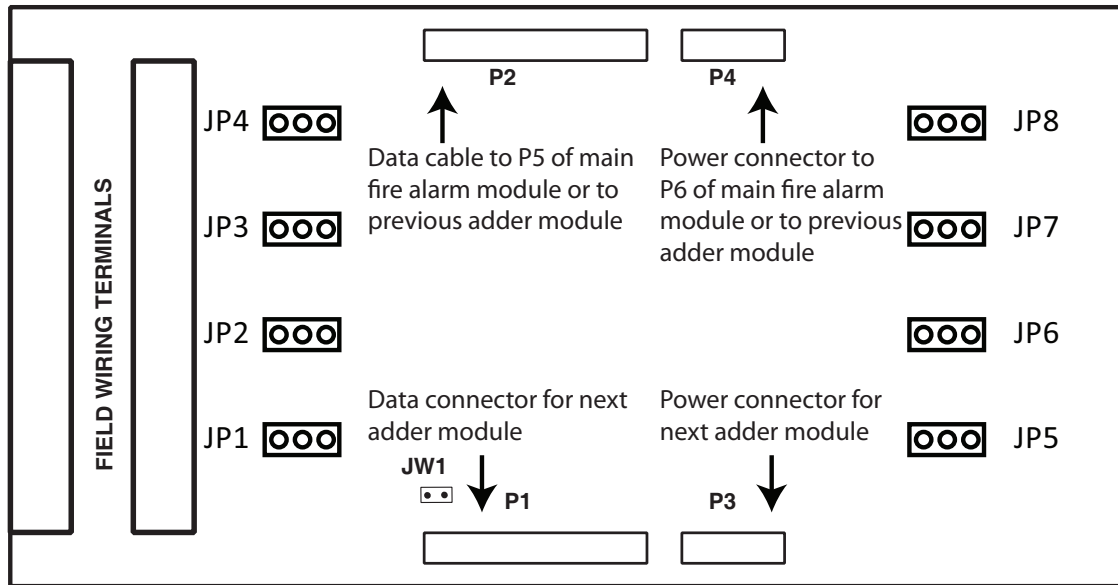 P2
P4
JP4
JP8
Data cable to P5 of main
fire alarm module or to
previous adder module
Power connector to
P6 of main fire alarm
module or to previous
adder module
FIELD WIRING TERMINALS
JP3
JP7
JP2
JP6
Data connector for next
adder module
Power connector for
next adder module
JP1
JP5
JW1
P1
P3